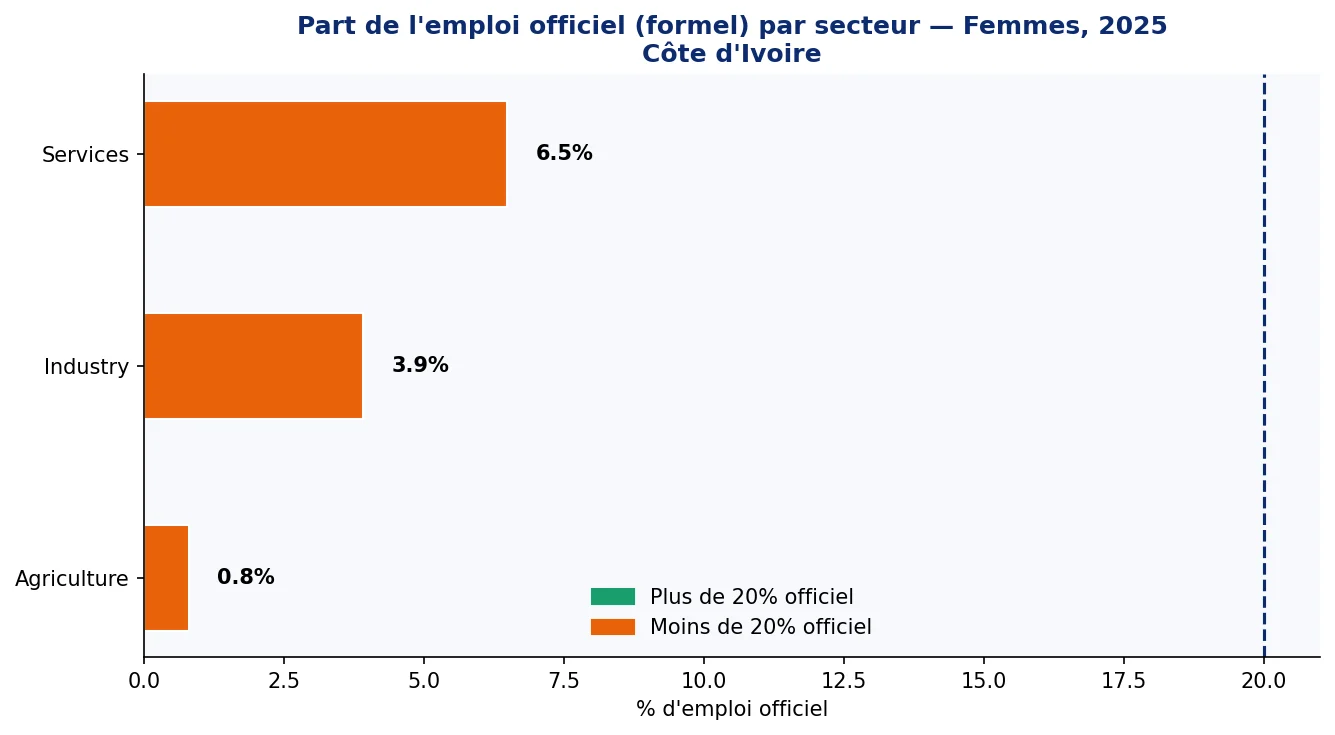 Part de l'emploi officiel (formel) par secteur — Femmes, 2025
Côte d'Ivoire
Services
6.5%
Industry
3.9%
Agriculture
0.8%
Plus de 20% officiel
Moins de 20% officiel
0.0 2.5 5.0 7.5 10.0 12.5 15.0 17.5 20.0
% d'emploi officiel